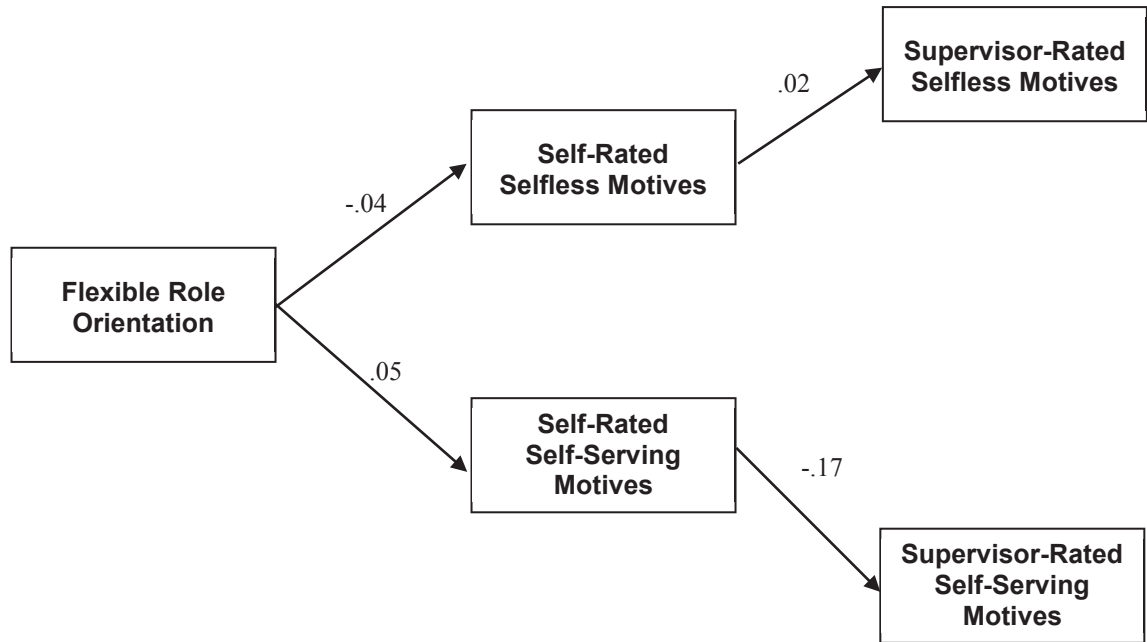 Supervisor-Rated
Selfless Motives
.02
Self-Rated
Selfless Motives
-.04
Flexible Role
Orientation
.05
Self-Rated
Self-Serving
Motives
-.17
Supervisor-Rated
Self-Serving
Motives